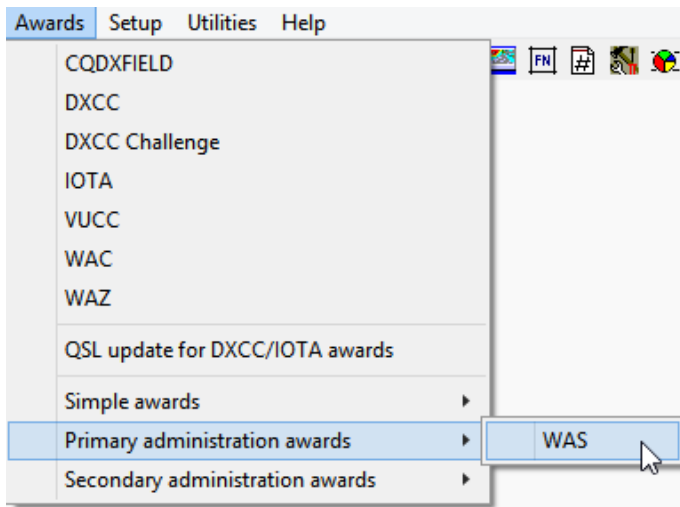 Awards Setup Utilities Help
CQDXFIELD
FN #
DXCC
DXCC Challenge
IOTA
VUCC
WAC
WAZ
QSL update for DXCC/IOTA awards
Simple awards
Primary administration awards WAS
Secondary administration awards